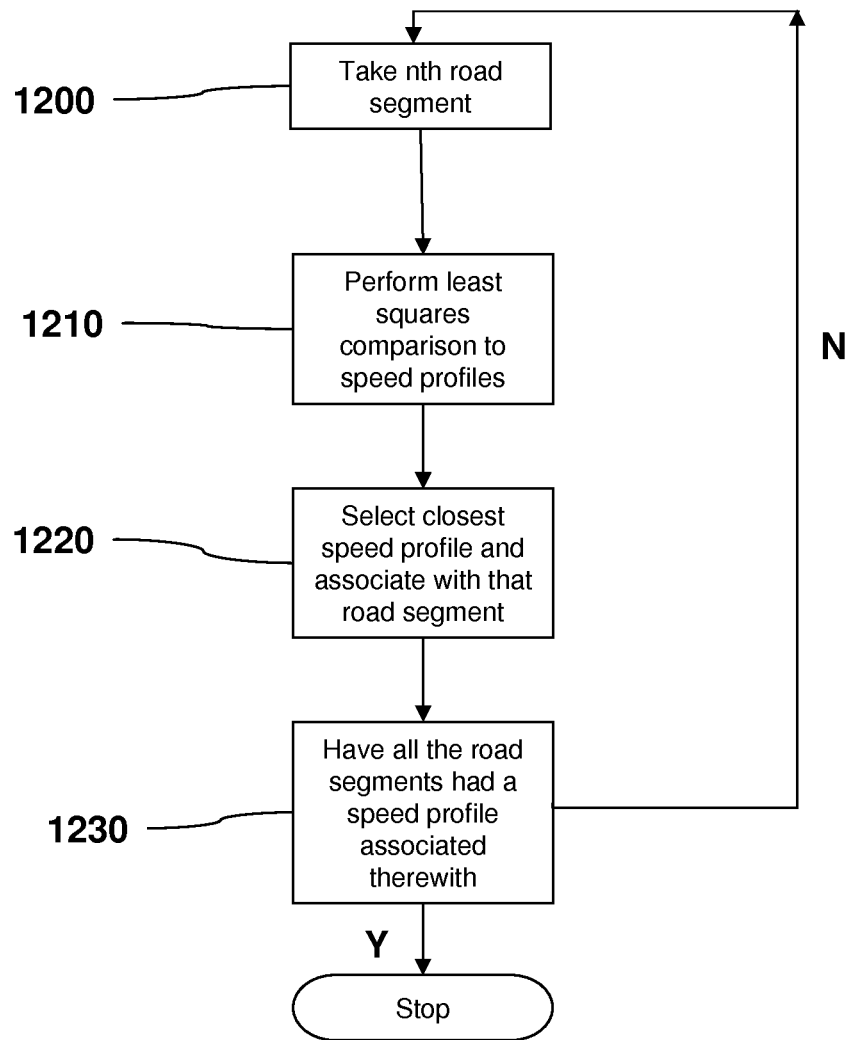 1200
Take nth road
segment
1210
Perform least
squares
comparison to
speed profiles
N
1220
Select closest
speed profile and
associate with that
road segment
1230
Have all the road
segments had a
speed profile
associated
therewith
Y
Stop